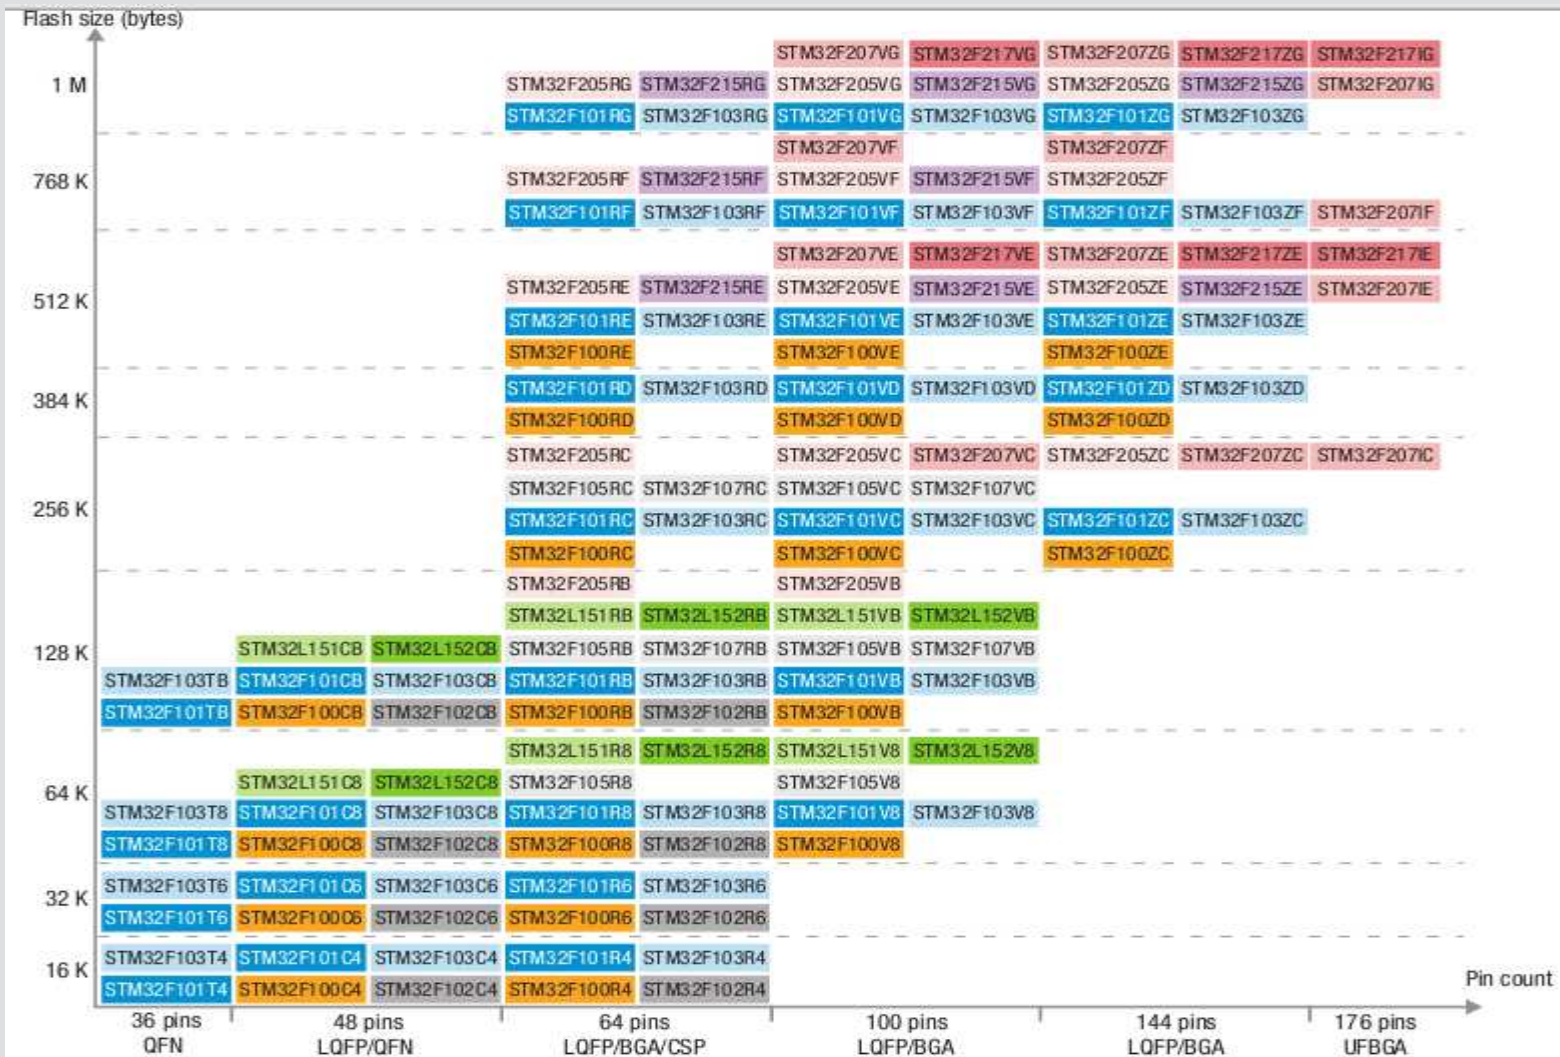 Flash size (bytes)
STM32F207VG STM32F217VG STM32F207ZG STM32F217ZG STM32F217IG
1 M STM32F205RG STM32F215RG STM32F205VG STM32F215VG STM32F205ZG STM32F215ZG STM32F207IG
STM32F101RG STM32F103RG STM32F101VG STM32F103VG STM32F101ZG STM32F103ZG
STM32F207VF STM32F207ZF
768 K STM32F205RF STM32F215RF STM32F205VF STM32F215VF STM32F205ZF
STM32F101RF STM32F103RF STM32F101VF STM32F103VF STM32F101ZF STM32F103ZF STM32F207IF
STM32F207VE STM32F217VE STM32F207ZE STM32F217ZE STM32F217IE
512 K STM32F205RE STM32F215RE STM32F205VE STM32F215VE STM32F205ZE STM32F215ZE STM32F207IE
STM32F101RE STM32F103RE STM32F101VE STM32F103VE STM32F101ZE STM32F103ZE
STM32F100RE STM32F100VE STM32F100ZE
384 K STM32F101RD STM32F103RD STM32F101VD STM32F103VD STM32F101ZD STM32F103ZD
STM32F100RD STM32F100VD STM32F100ZD
STM32F205RC STM32F205VC STM32F207VC STM32F205ZC STM32F207ZC STM32F207IC
256 K STM32F105RC STM32F107RC STM32F105VC STM32F107VC
STM32F101RC STM32F103RC STM32F101VC STM32F103VC STM32F101ZC STM32F103ZC
STM32F100RC STM32F100VC STM32F100ZC
STM32F205RB STM32F205VB
STM32L151RB STM32L152RB STM32L151VB STM32L152VB
128 K STM32L151CB STM32L152CB STM32F105RB STM32F107RB STM32F105VB STM32F107VB
STM32F103TB STM32F101CB STM32F103CB STM32F101RB STM32F103RB STM32F101VB STM32F103VB
STM32F101TB STM32F100CB STM32F102CB STM32F100RB STM32F102RB STM32F100VB
STM32L151R8 STM32L152R8 STM32L151V8 STM32L152V8
64 K STM32L151C8 STM32L152C8 STM32F105R8 STM32F105V8
STM32F103T8 STM32F101C8 STM32F103C8 STM32F101R8 STM32F103R8 STM32F101V8 STM32F103V8
STM32F101T8 STM32F100C8 STM32F102C8 STM32F100R8 STM32F102R8 STM32F100V8
32 K STM32F103T6 STM32F101C6 STM32F103C6 STM32F101R6 STM32F103R6
STM32F101T6 STM32F100C6 STM32F102C6 STM32F100R6 STM32F102R6
16 K STM32F103T4 STM32F101C4 STM32F103C4 STM32F101R4 STM32F103R4
STM32F101T4 STM32F100C4 STM32F102C4 STM32F100R4 STM32F102R4
Pin count
36 pins 48 pins 64 pins 100 pins 144 pins 176 pins
QFN LQFP/QFN LQFP/BGA/CSP LQFP/BGA LQFP/BGA UFBGA